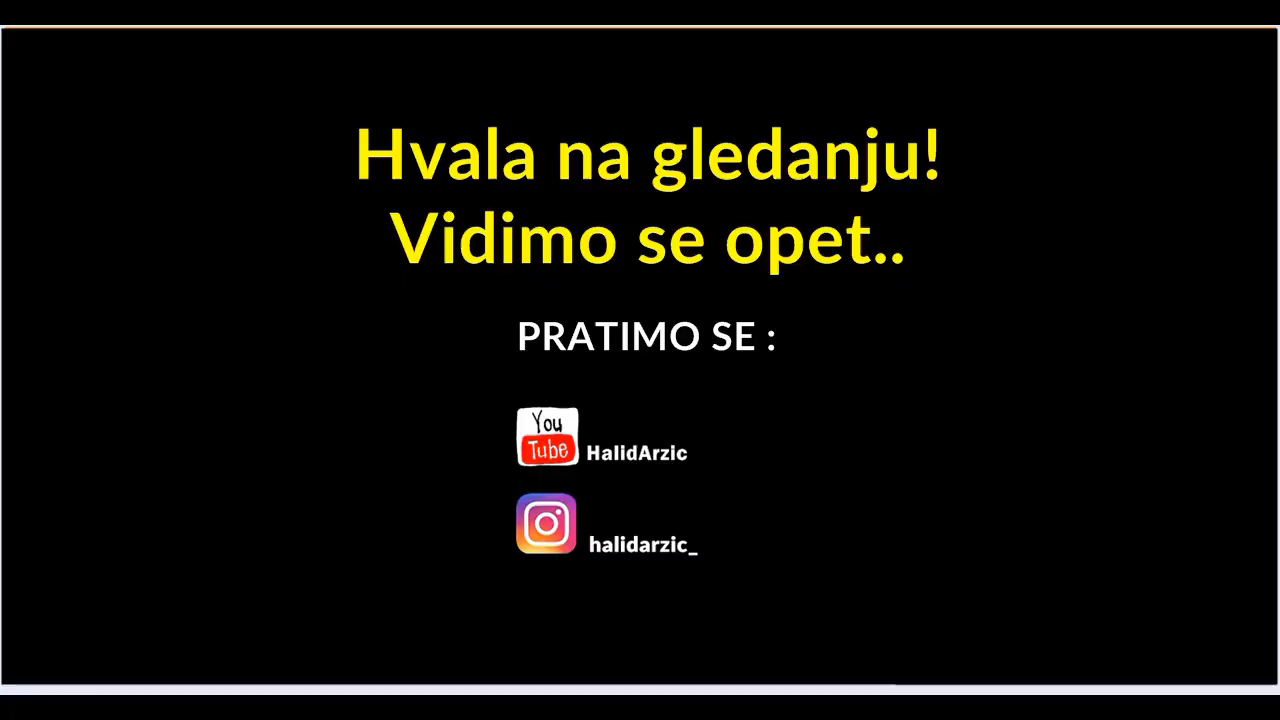 Hvala na gledanju!
Vidimo se opet..
PRATIMO SE :
You
Tube
HalidArzic
halidarzic_